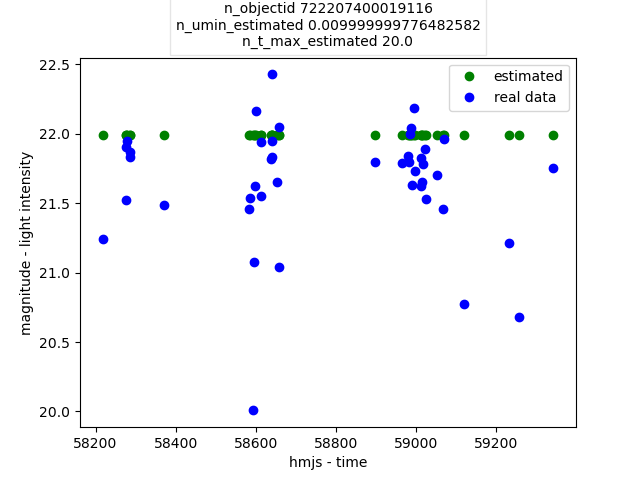 n_objectid 722207400019116
n_umin_estimated 0.009999999776482582
n_t_max_estimated 20.0
estimated
real data
22.5
22.0
21.5
21.0
20.5
20.0
magnitude - light intensity
58200 58400 58600 58800 59000 59200
hmjs - time